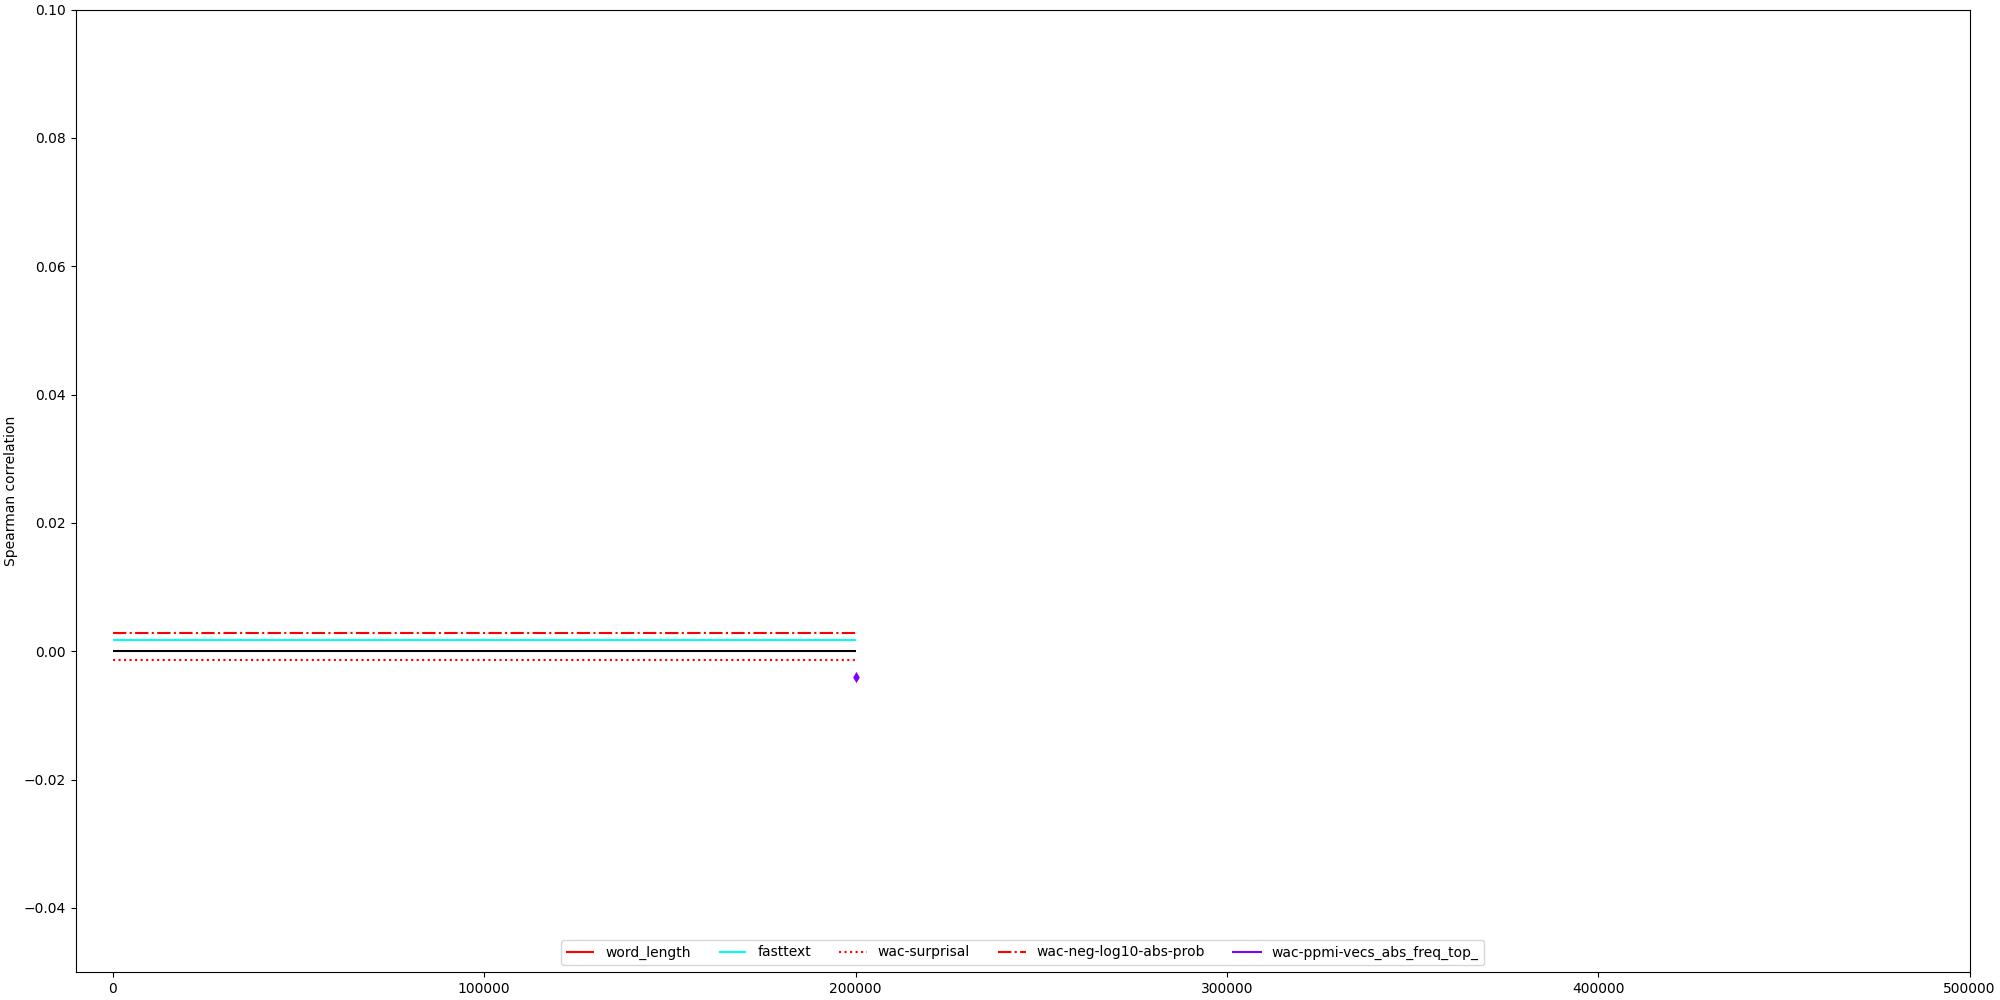 0.10
0.08
0.06
0.04
0.02
0.00
−0.02
−0.04
Spearman correlation
word_length fasttext wac-surprisal wac-neg-log10-abs-prob wac-ppmi-vecs_abs_freq_top_
0 100000 200000 300000 400000 500000